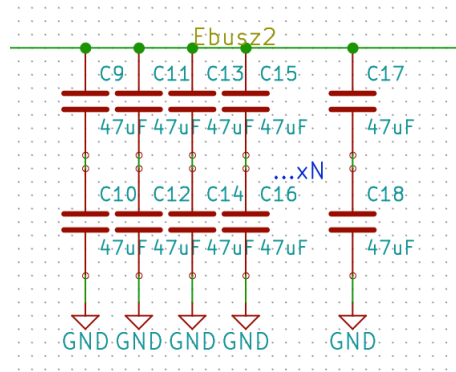 Ebusz2
C9 C11 C13 C15 C17
47uF 47uF 47uF 47uF 47uF
...xN
C10 C12 C14 C16 C18
47uF 47uF 47uF 47uF 47uF
GND GND GND GND GND